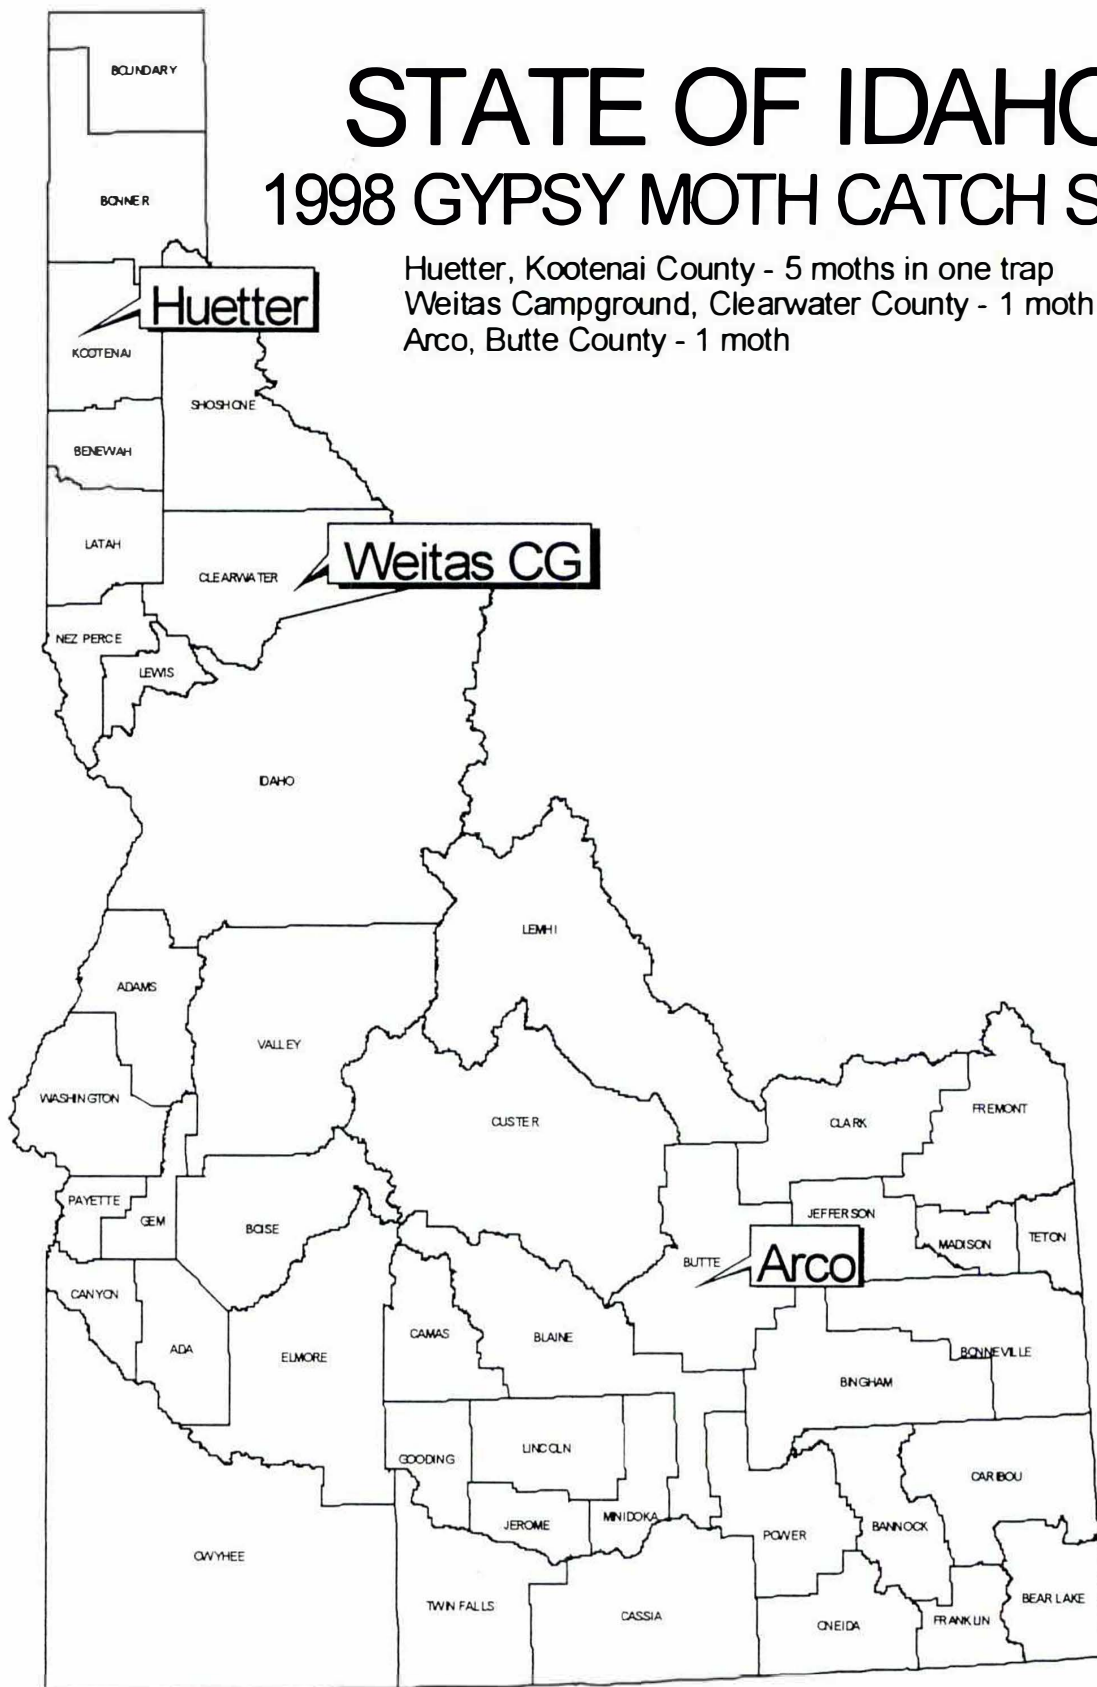 STATE OF IDAHO
1998 GYPSY MOTH CATCH S
Huetter, Kootenai County - 5 moths in one trap
Weitas Campground, Clearwater County - 1 moth
Arco, Butte County - 1 moth
BOUNDARY
BONNER
Huetter
KOOTENAI
SHOSHONE
BENEWAH
LATAH
Weitas CG
CLEARWATER
NEZ PERCE
LEWIS
IDAHO
LEMHI
ADAMS
VALLEY
WASHINGTON
CUSTER
CLARK
FREMONT
PAYETTE
GEM
BOISE
JEFFERSON
MADISON
TETON
BUTTE
Arco
CANYON
ADA
ELMORE
CAMAS
BLAINE
BONNEVILLE
BINGHAM
GOODING
LINCOLN
CARIBOU
JEROME
MINIDOKA
POWER
BANNOCK
OWYHEE
TWIN FALLS
CASSIA
ONEIDA
FRANKLIN
BEAR LAKE